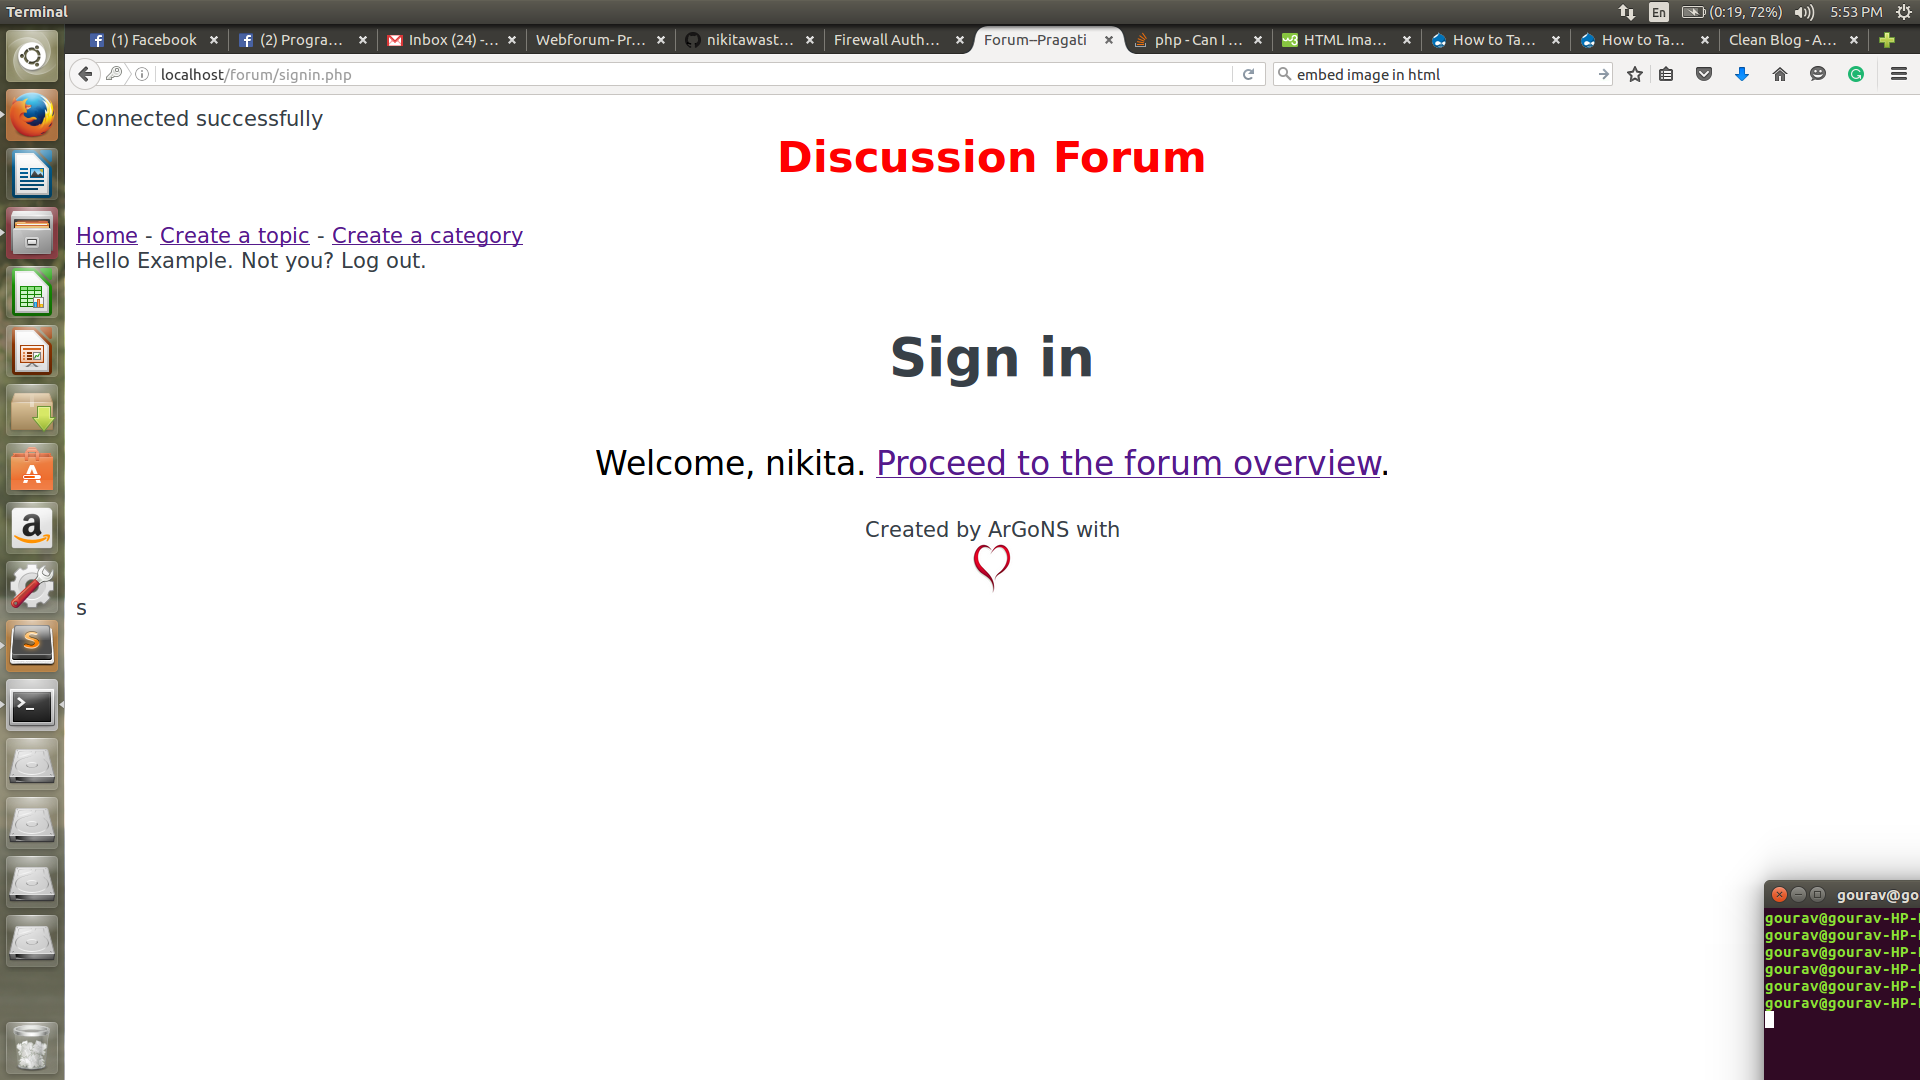 Terminal
En
(0:19, 72%)
5:53 PM
(1) Facebook
(2) Progra...
Inbox (24) -...
Webforum- Pr...
nikitawast...
Firewall Auth...
Forum--Pragati
php - Can I ...
HTML Ima...
How to Ta...
How to Ta...
Clean Blog - A...
localhost/forum/signin.php
embed image in html
Connected successfully
Discussion Forum
Home - Create a topic - Create a category
Hello Example. Not you? Log out.
Sign in
Welcome, nikita. Proceed to the forum overview.
Created by ArGoNS with
s
gourav@go
gourav@gourav-HP-
gourav@gourav-HP-
gourav@gourav-HP-
gourav@gourav-HP-
gourav@gourav-HP-
gourav@gourav-HP-